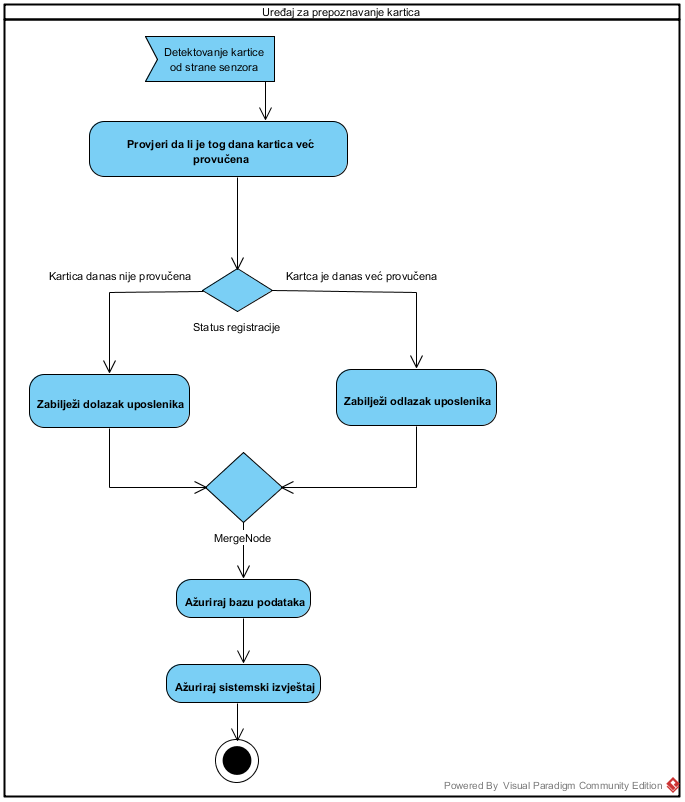 Uređaj za prepoznavanje kartica
Detektovanje kartice
od strane senzora
Provjeri da li je tog dana kartica već
provučena
Kartica danas nije provučena
Kartca je danas već provučena
Status registracije
Zabilježi dolazak uposlenika
Zabilježi odlazak uposlenika
MergeNode
Ažuriraj bazu podataka
Ažuriraj sistemski izvještaj
Powered By Visual Paradigm Community Edition